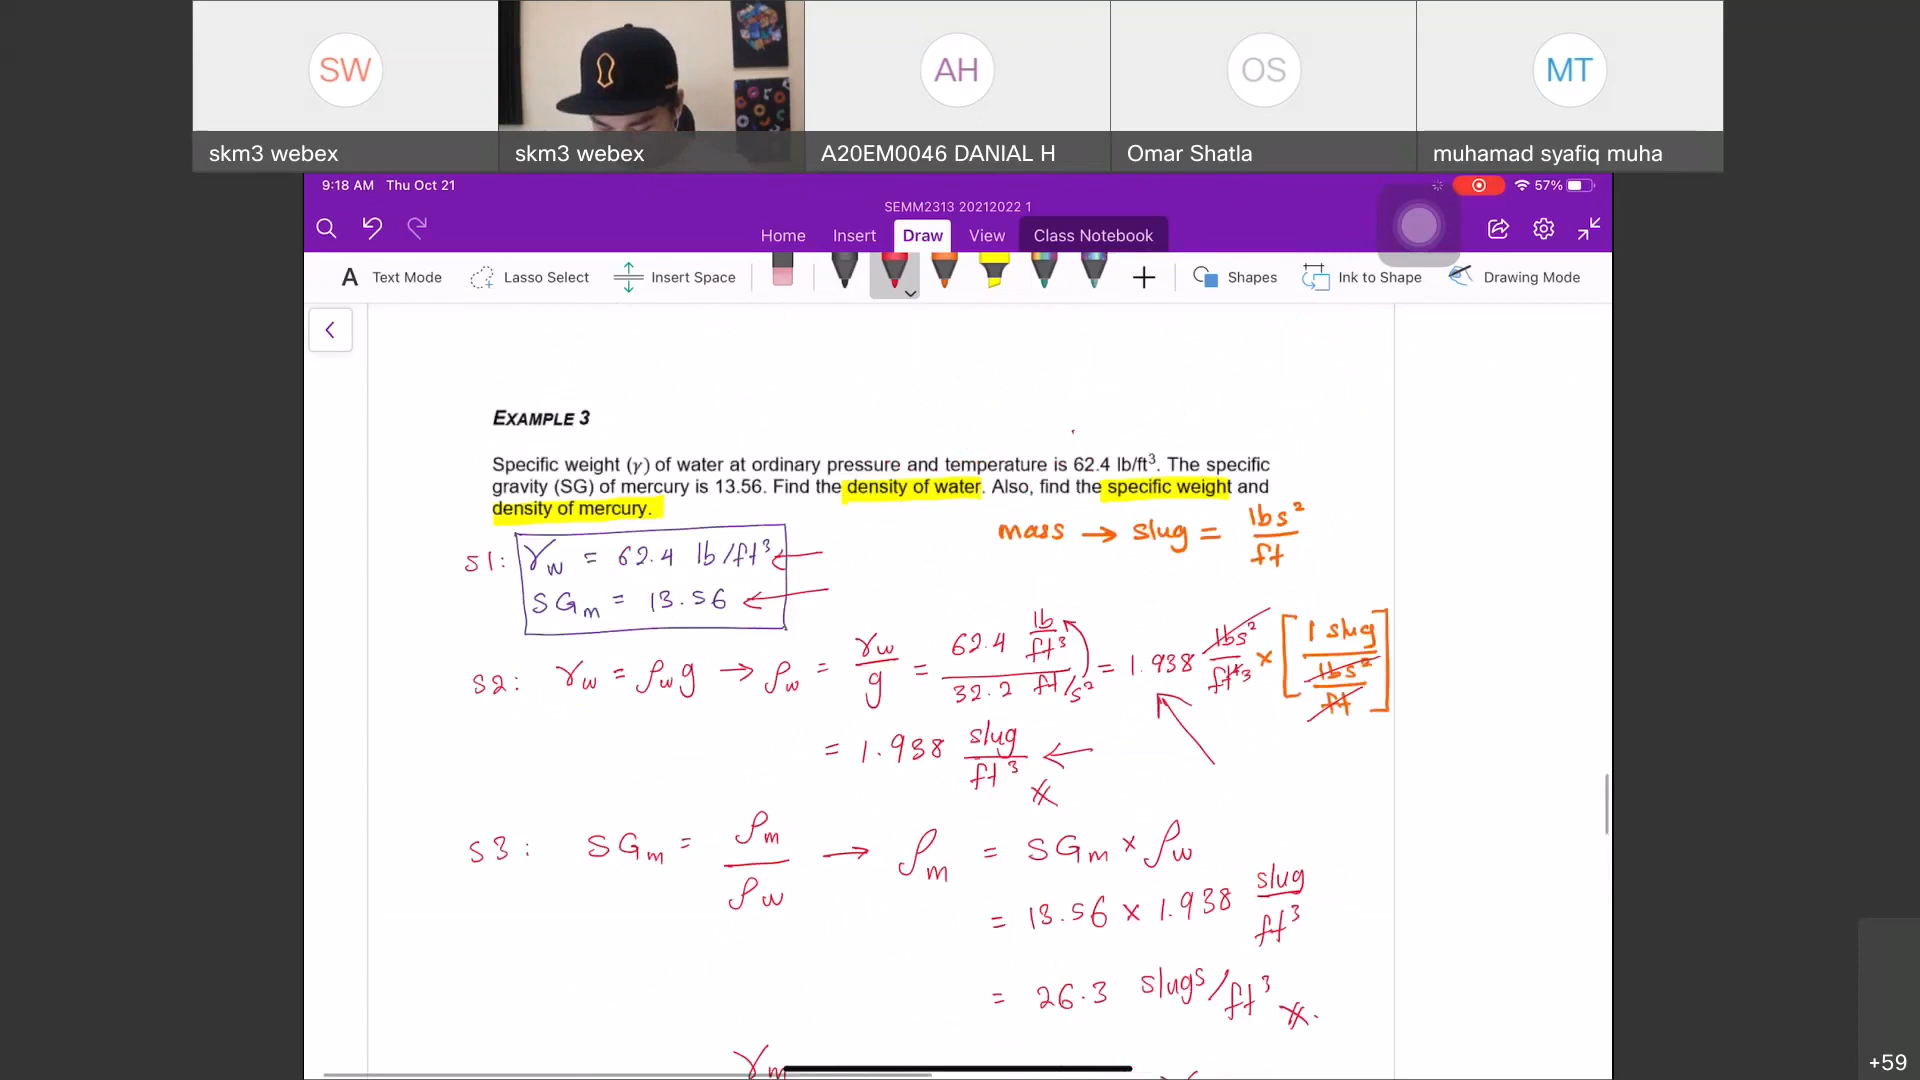 SW
AH
OS
MT
skm3 webex
skm3 webex
A20EM0046 DANIAL H
Omar Shatla
muhamad syafiq muha
9:18 AM Thu Oct 21
57%
SEMM2313 20212022 1
Home Insert Draw View Class Notebook
A Text Mode Lasso Select Insert Space Shapes Ink to Shape Drawing Mode
EXAMPLE 3
Specific weight (γ) of water at ordinary pressure and temperature is 62.4 lb/ft³. The specific
gravity (SG) of mercury is 13.56. Find the density of water. Also, find the specific weight and
density of mercury.
mass → slug = lbs²/ft
S1: γw = 62.4 lb/ft³ ←
SGm = 13.56 ←
S2: γw = ρwg → ρw = γw/g = 62.4 lb/ft³ / 32.2 ft/s² = 1.938 lbs²/ft⁴³ × [1 slug / lbs²/ft]
= 1.938 slug/ft³ ←
S3: SGm = ρm/ρw → ρm = SGm × ρw
= 13.56 × 1.938 slug/ft³
= 26.3 slugs/ft³
γm
+59